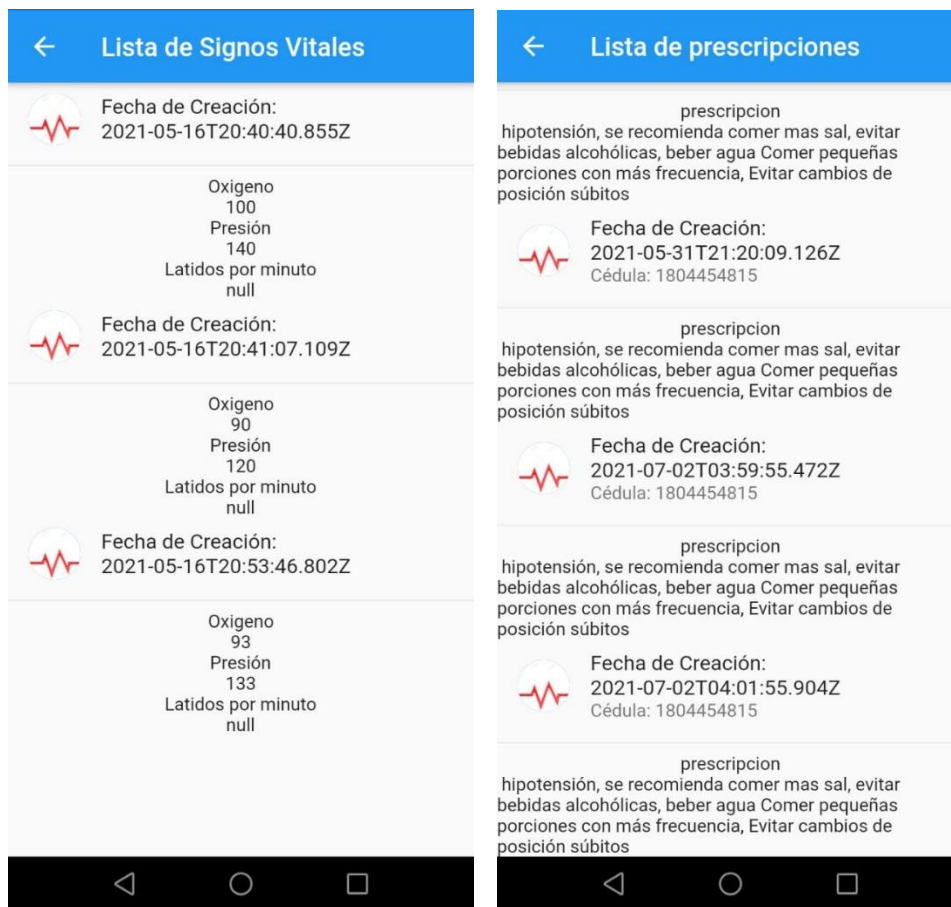 Lista de Signos Vitales
Fecha de Creación:
2021-05-16T20:40:40.855Z
Oxigeno
100
Presión
140
Latidos por minuto
null
Fecha de Creación:
2021-05-16T20:41:07.109Z
Oxigeno
90
Presión
120
Latidos por minuto
null
Fecha de Creación:
2021-05-16T20:53:46.802Z
Oxigeno
93
Presión
133
Latidos por minuto
null
Lista de prescripciones
prescripcion
hipotensión, se recomienda comer mas sal, evitar
bebidas alcohólicas, beber agua Comer pequeñas
porciones con más frecuencia, Evitar cambios de
posición súbitos
Fecha de Creación:
2021-05-31T21:20:09.126Z
Cédula: 1804454815
prescripcion
hipotensión, se recomienda comer mas sal, evitar
bebidas alcohólicas, beber agua Comer pequeñas
porciones con más frecuencia, Evitar cambios de
posición súbitos
Fecha de Creación:
2021-07-02T03:59:55.472Z
Cédula: 1804454815
prescripcion
hipotensión, se recomienda comer mas sal, evitar
bebidas alcohólicas, beber agua Comer pequeñas
porciones con más frecuencia, Evitar cambios de
posición súbitos
Fecha de Creación:
2021-07-02T04:01:55.904Z
Cédula: 1804454815
prescripcion
hipotensión, se recomienda comer mas sal, evitar
bebidas alcohólicas, beber agua Comer pequeñas
porciones con más frecuencia, Evitar cambios de
posición súbitos